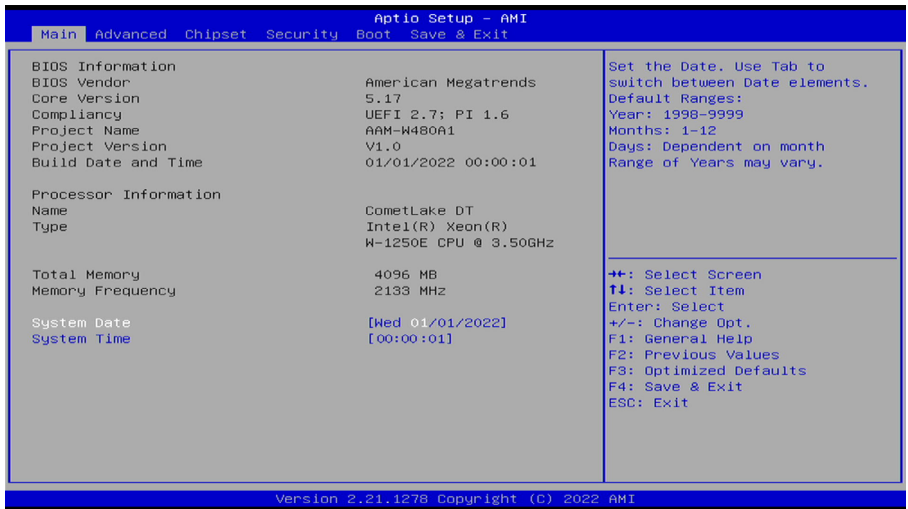 Aptio Setup – AMI
Main Advanced Chipset Security Boot Save & Exit
BIOS Information
BIOS Vendor American Megatrends
Core Version 5.17
Compliancy UEFI 2.7; PI 1.6
Project Name AAM-W480A1
Project Version V1.0
Build Date and Time 01/01/2022 00:00:01
Processor Information
Name CometLake DT
Type Intel(R) Xeon(R)
W-1250E CPU @ 3.50GHz
Total Memory 4096 MB
Memory Frequency 2133 MHz
System Date [Wed 01/01/2022]
System Time [00:00:01]
Set the Date. Use Tab to
switch between Date elements.
Default Ranges:
Year: 1998-9999
Months: 1-12
Days: Dependent on month
Range of Years may vary.
→←: Select Screen
↑↓: Select Item
Enter: Select
+/-: Change Opt.
F1: General Help
F2: Previous Values
F3: Optimized Defaults
F4: Save & Exit
ESC: Exit
Version 2.21.1278 Copyright (C) 2022 AMI